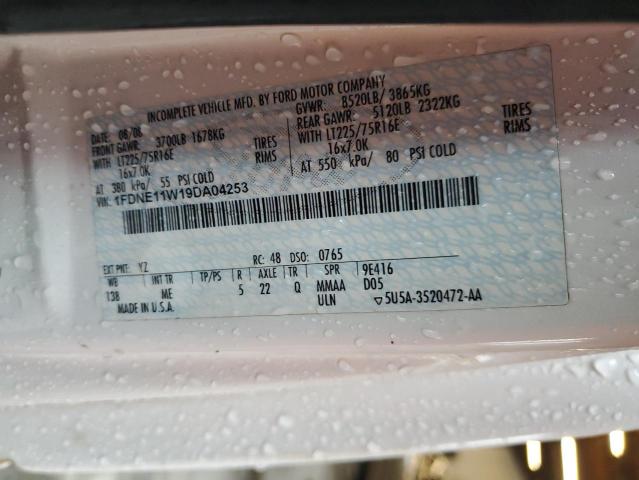 INCOMPLETE VEHICLE MFD. BY FORD MOTOR COMPANY
DATE: 08/08 GVWR: 8520LB/ 3865KG
FRONT GAWR: 3700LB 1678KG REAR GAWR: 5120LB 2322KG
WITH LT225/75R16E TIRES WITH LT225/75R16E TIRES
16x7.0K RIMS 16x7.0K RIMS
AT 380 kPa/ 55 PSI COLD AT 550 kPa/ 80 PSI COLD
VIN: 1FDNE11W19DA04253
EXT PNT: YZ RC: 48 DSO: 0765
WB INT TR TP/PS R AXLE TR SPR 9E416
138 ME 5 22 Q MMAA D05
MADE IN U.S.A. ULN ▽5U5A-3520472-AA